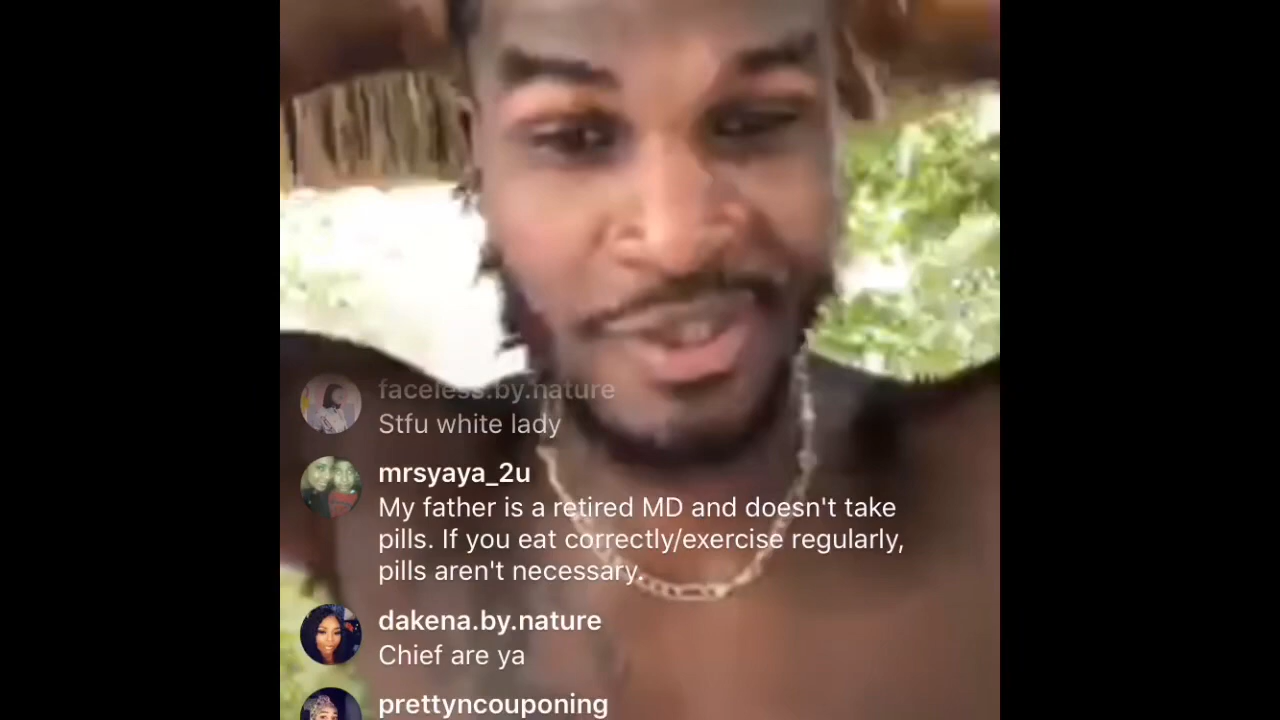 faceless.by.nature
Stfu white lady
mrsyaya_2u
My father is a retired MD and doesn't take
pills. If you eat correctly/exercise regularly,
pills aren't necessary.
dakena.by.nature
Chief are ya
prettyncouponing